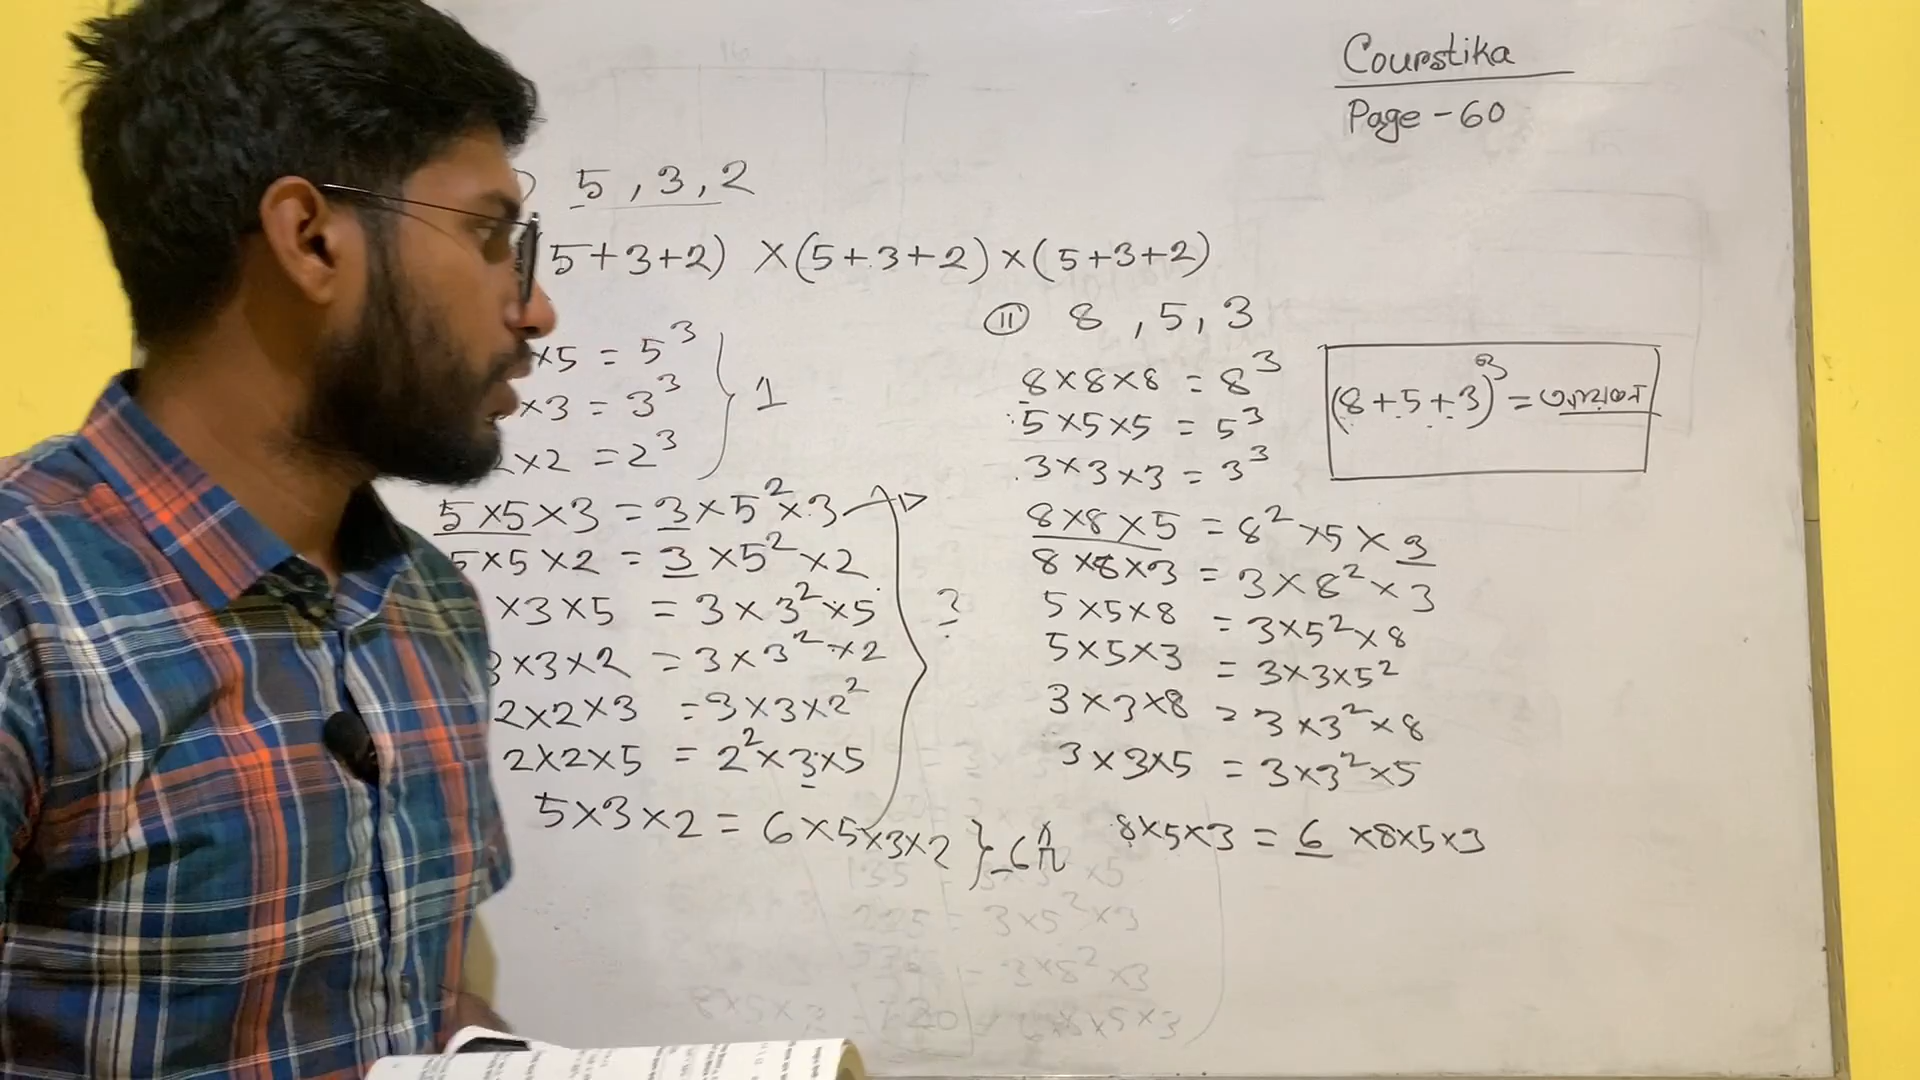 Courstika
Page - 60
5 , 3 , 2
5+3+2) ×(5+3+2)×(5+3+2)
×5 = 5³
×3 = 3³
2×2 = 2³
1
5×5×3 = 3×5²×3
5×5×2 = 3×5²×2
×3×5 = 3×3²×5
3×3×2 = 3×3²×2
2×2×3 = 3×3×2²
2×2×5 = 2²×3×5
?
5×3×2 = 6×5×3×2
(ii) 8 , 5, 3
8×8×8 = 8³
5×5×5 = 5³
3×3×3 = 3³
8×8×5 = 8²×5×3
8×8×3 = 3×8²×3
5×5×8 = 3×5²×8
5×5×3 = 3×3×5²
3×3×8 = 3×3²×8
3×3×5 = 3×3²×5
8×5×3 = 6×8×5×3
(8+5+3)³ =